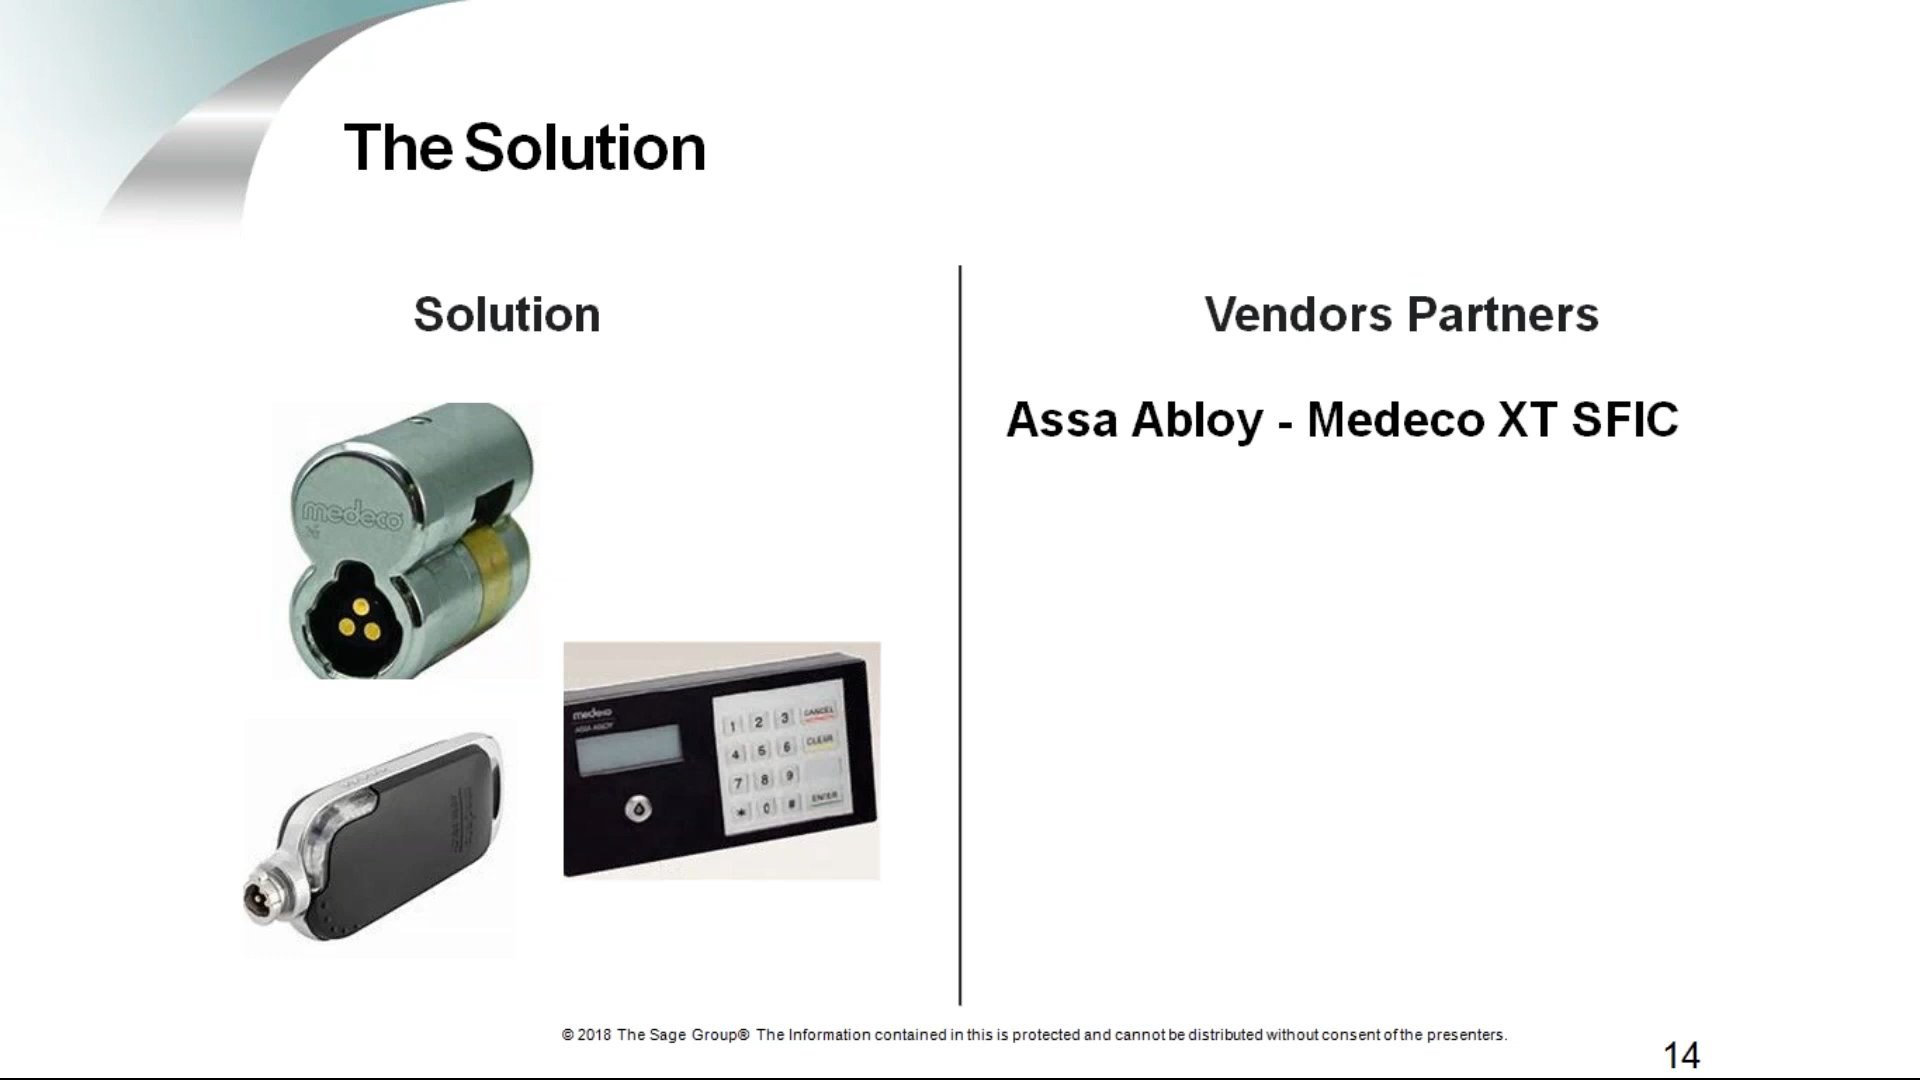 The Solution
Solution
Vendors Partners
Assa Abloy - Medeco XT SFIC
medeco
medeco
ASSA ABLOY
1 2 3 CANCEL
4 5 6 CLEAR
7 8 9
* 0 # ENTER
© 2018 The Sage Group® The Information contained in this is protected and cannot be distributed without consent of the presenters.
14